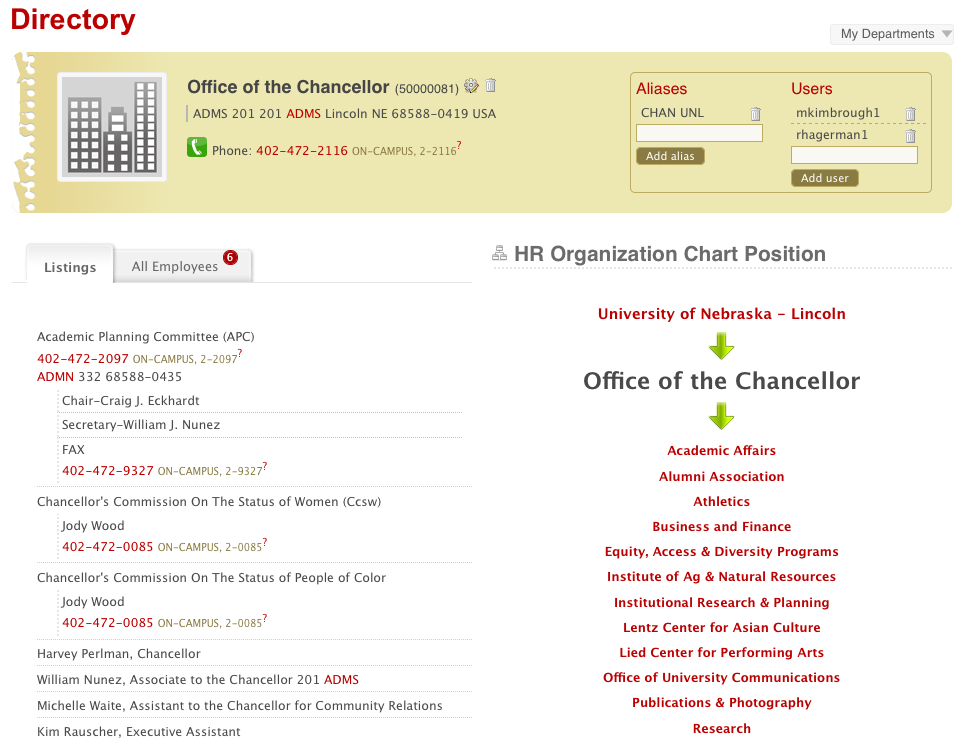 Directory
My Departments
Office of the Chancellor (50000081)
ADMS 201 201 ADMS Lincoln NE 68588-0419 USA
Phone: 402-472-2116 ON-CAMPUS, 2-2116?
Aliases
CHAN UNL
Add alias
Users
mkimbrough1
rhagerman1
Add user
Listings
All Employees 6
Academic Planning Committee (APC)
402-472-2097 ON-CAMPUS, 2-2097?
ADMN 332 68588-0435
Chair-Craig J. Eckhardt
Secretary-William J. Nunez
FAX
402-472-9327 ON-CAMPUS, 2-9327?
Chancellor's Commission On The Status of Women (Ccsw)
Jody Wood
402-472-0085 ON-CAMPUS, 2-0085?
Chancellor's Commission On The Status of People of Color
Jody Wood
402-472-0085 ON-CAMPUS, 2-0085?
Harvey Perlman, Chancellor
William Nunez, Associate to the Chancellor 201 ADMS
Michelle Waite, Assistant to the Chancellor for Community Relations
Kim Rauscher, Executive Assistant
HR Organization Chart Position
University of Nebraska - Lincoln
Office of the Chancellor
Academic Affairs
Alumni Association
Athletics
Business and Finance
Equity, Access & Diversity Programs
Institute of Ag & Natural Resources
Institutional Research & Planning
Lentz Center for Asian Culture
Lied Center for Performing Arts
Office of University Communications
Publications & Photography
Research